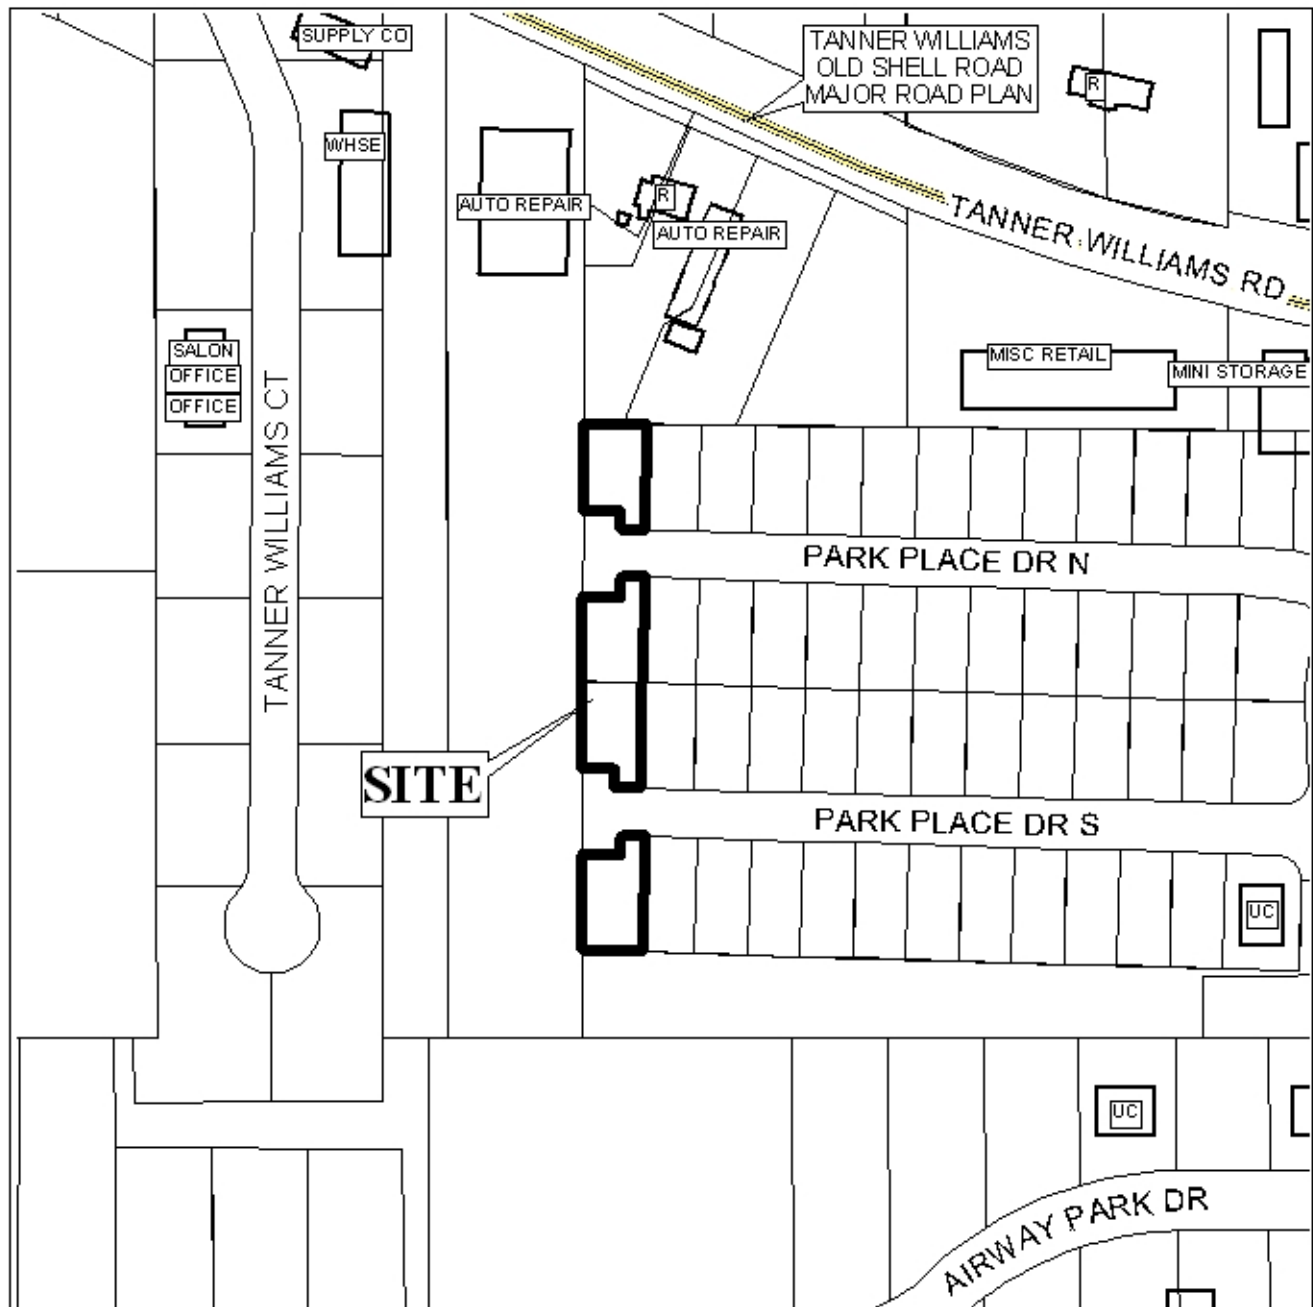 SUPPLY CO
TANNER WILLIAMS
OLD SHELL ROAD
MAJOR ROAD PLAN
R
WHSE
AUTO REPAIR
R
AUTO REPAIR
TANNER WILLIAMS RD
SALON
OFFICE
OFFICE
MISC RETAIL
MINI STORAGE
TANNER WILLIAMS CT
PARK PLACE DR N
SITE
PARK PLACE DR S
UC
UC
AIRWAY PARK DR